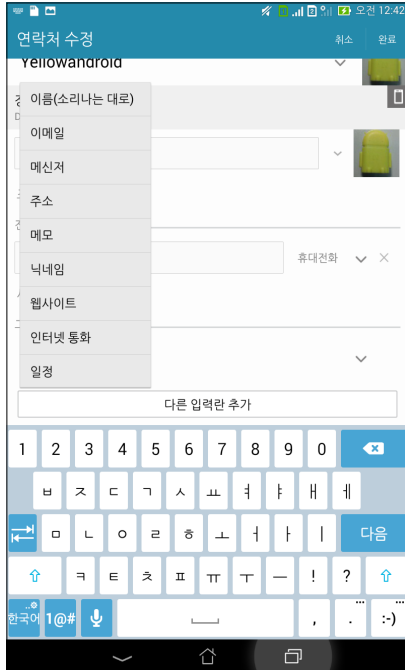 오전 12:42
연락처 수정
취소 완료
Yellowandroid
이름(소리나는 대로)
이메일
메신저
주소
메모
닉네임
웹사이트
인터넷 통화
일정
휴대전화
다른 입력란 추가
1 2 3 4 5 6 7 8 9 0
ㅂ ㅈ ㄷ ㄱ ㅅ ㅛ ㅕ ㅑ ㅐ ㅔ
ㅁ ㄴ ㅇ ㄹ ㅎ ㅗ ㅓ ㅏ ㅣ 다음
ㅋ ㅌ ㅊ ㅍ ㅠ ㅜ ㅡ ! ?
한국어 1@# , . :-)